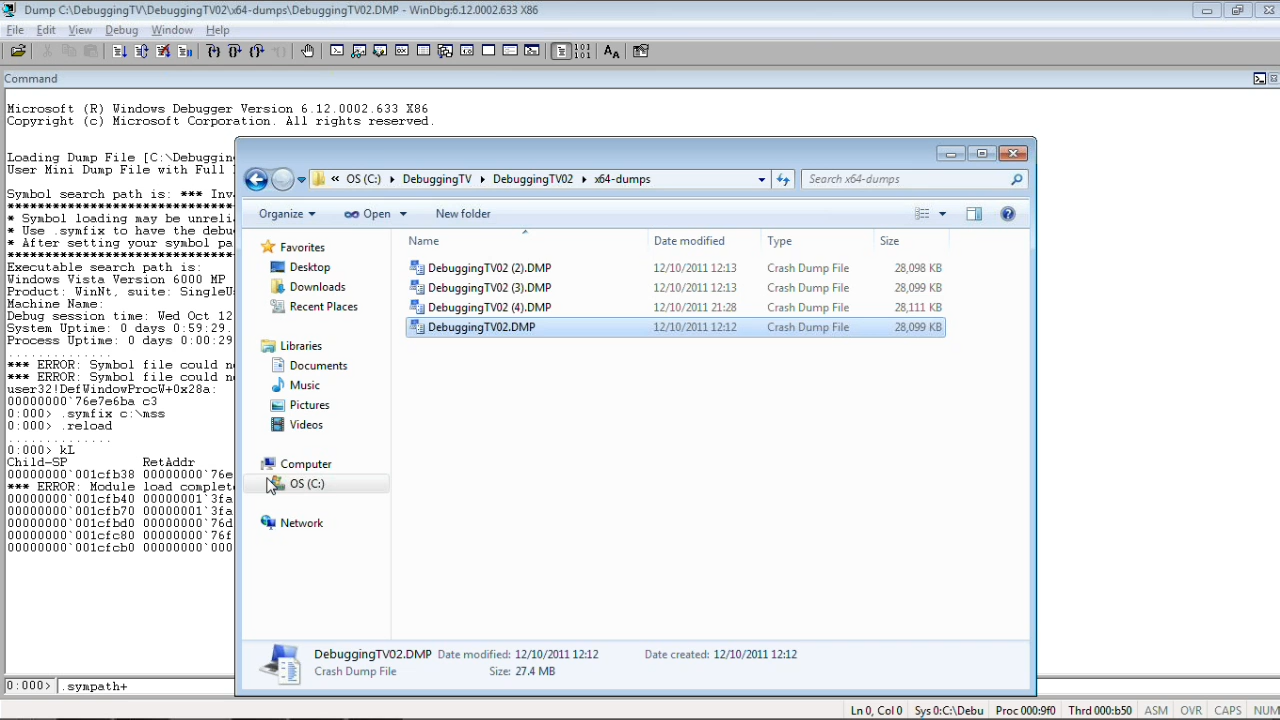 Dump C:\DebuggingTV\DebuggingTV02\x64-dumps\DebuggingTV02.DMP - WinDbg:6.12.0002.633 X86
File Edit View Debug Window Help
Command
Microsoft (R) Windows Debugger Version 6.12.0002.633 X86
Copyright (c) Microsoft Corporation. All rights reserved.
Loading Dump File [C:\Debuggin
User Mini Dump File with Full
Symbol search path is: *** Inv
* Symbol loading may be unreli
* Use .symfix to have the debu
* After setting your symbol pa
Executable search path is:
Windows Vista Version 6000 MP
Product: WinNt, suite: SingleUs
Machine Name:
Debug session time: Wed Oct 12
System Uptime: 0 days 0:59:29.
Process Uptime: 0 days 0:00:29
..............
*** ERROR: Symbol file could no
*** ERROR: Symbol file could no
user32!DefWindowProcW+0x28a:
00000000`76e7e6ba c3
0:000> .symfix c:\mss
0:000> .reload
..............
0:000> kL
Child-SP RetAddr
00000000`001cfb38 00000000`76e
*** ERROR: Module load complete
00000000`001cfb40 00000001`3fa
00000000`001cfb70 00000001`3fa
00000000`001cfbd0 00000000`76d
00000000`001cfc80 00000000`76f
00000000`001cfcb0 00000000`000
0:000> .sympath+
« OS (C:) DebuggingTV DebuggingTV02 x64-dumps Search x64-dumps
Organize Open New folder
Favorites
Desktop
Downloads
Recent Places
Libraries
Documents
Music
Pictures
Videos
Computer
OS (C:)
Network
Name Date modified Type Size
DebuggingTV02 (2).DMP 12/10/2011 12:13 Crash Dump File 28,098 KB
DebuggingTV02 (3).DMP 12/10/2011 12:13 Crash Dump File 28,099 KB
DebuggingTV02 (4).DMP 12/10/2011 21:28 Crash Dump File 28,111 KB
DebuggingTV02.DMP 12/10/2011 12:12 Crash Dump File 28,099 KB
DebuggingTV02.DMP Date modified: 12/10/2011 12:12 Date created: 12/10/2011 12:12
Crash Dump File Size: 27.4 MB
Ln 0, Col 0 Sys 0:C:\Debu Proc 000:9f0 Thrd 000:b50 ASM OVR CAPS NUM